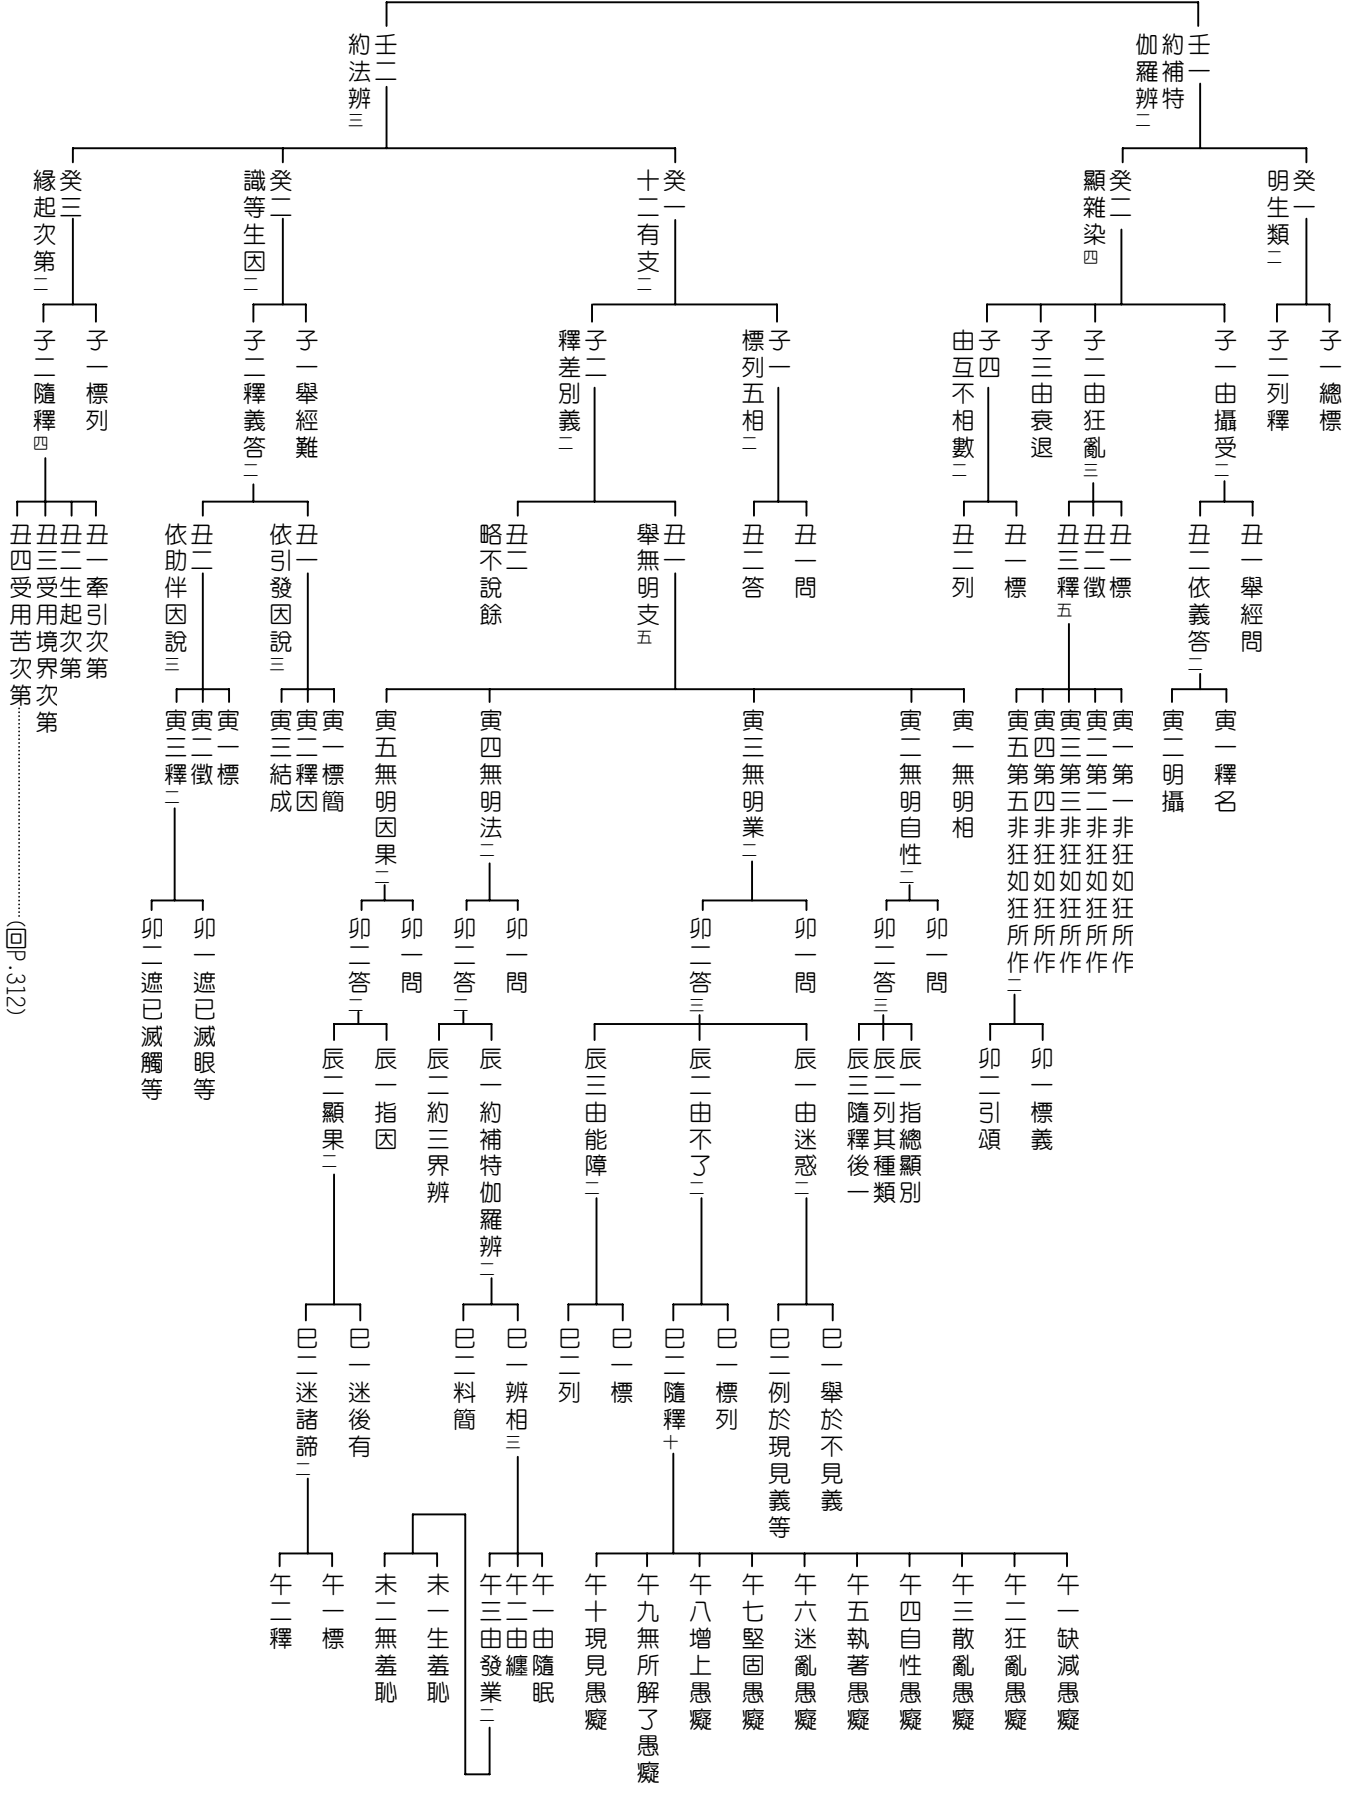 壬一
約補特
伽羅辨二
壬二
約法辨三
癸一
明生類二
癸二
顯雜染四
癸一
十二有支二
癸二
識等生因二
癸三
緣起次第二
子一總標
子二列釋
子一由攝受二
子二由狂亂三
子三由衰退
子四
由互不相數二
子一
標列五相二
子二
釋差別義二
子一舉經難
子二釋義答二
子一標列
子二隨釋四
丑一舉經問
丑二依義答二
丑一標
丑二徵
丑三釋五
丑一標
丑二列
丑一問
丑二答
丑一
舉無明支五
丑二
略不說餘
丑一
依引發因說三
丑二
依助伴因說三
丑一牽引次第
丑二生起次第
丑三受用境界次第
丑四受用苦次第………(回P.312)
寅一釋名
寅二明攝
寅一第一非狂如狂所作
寅二第二非狂如狂所作
寅三第三非狂如狂所作
寅四第四非狂如狂所作
寅五第五非狂如狂所作二
寅一無明相
寅二無明自性二
寅三無明業二
寅四無明法二
寅五無明因果二
寅一標簡
寅二釋因
寅三結成
寅一標
寅二徵
寅三釋二
卯一標義
卯二引頌
卯一問
卯二答三
卯一問
卯二答三
卯一問
卯二答二
卯一問
卯二答二
卯一遮已滅眼等
卯二遮已滅觸等
辰一指總顯別
辰二列其種類
辰三隨釋後一
辰一由迷惑二
辰二由不了二
辰三由能障二
辰一約補特伽羅辨二
辰二約三界辨
辰一指因
辰二顯果二
巳一舉於不見義
巳二例於現見義等
巳一標列
巳二隨釋十
巳一標
巳二列
巳一辨相三
巳二料簡
巳一迷後有
巳二迷諸諦二
午一缺減愚癡
午二狂亂愚癡
午三散亂愚癡
午四自性愚癡
午五執著愚癡
午六迷亂愚癡
午七堅固愚癡
午八增上愚癡
午九無所解了愚癡
午十現見愚癡
午一由隨眠
午二由纏
午三由發業二
未一生羞恥
未二無羞恥
午一標
午二釋